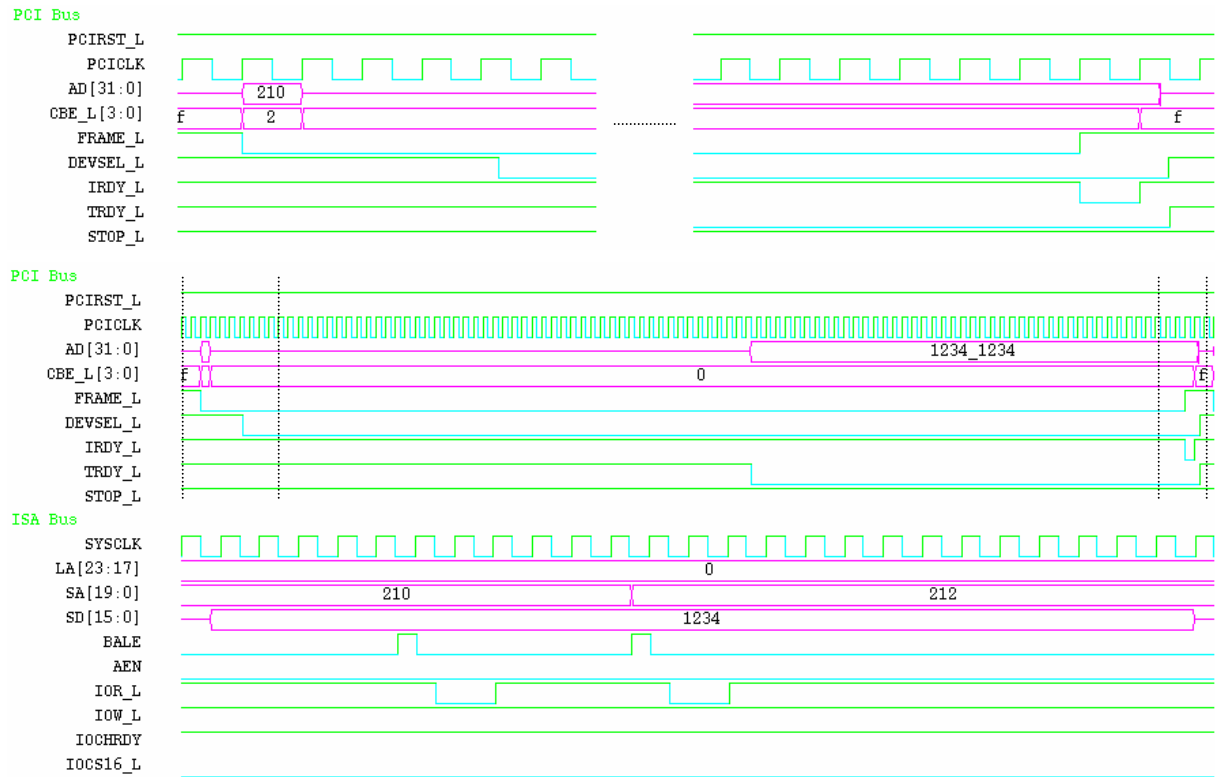 PCI Bus
PCIRST_L
PCICLK
AD[31:0] 210
CBE_L[3:0] f 2 f
FRAME_L
DEVSEL_L
IRDY_L
TRDY_L
STOP_L
PCI Bus
PCIRST_L
PCICLK
AD[31:0] 1234_1234
CBE_L[3:0] f 0 f
FRAME_L
DEVSEL_L
IRDY_L
TRDY_L
STOP_L
ISA Bus
SYSCLK
LA[23:17] 0
SA[19:0] 210 212
SD[15:0] 1234
BALE
AEN
IOR_L
IOW_L
IOCHRDY
IOCS16_L